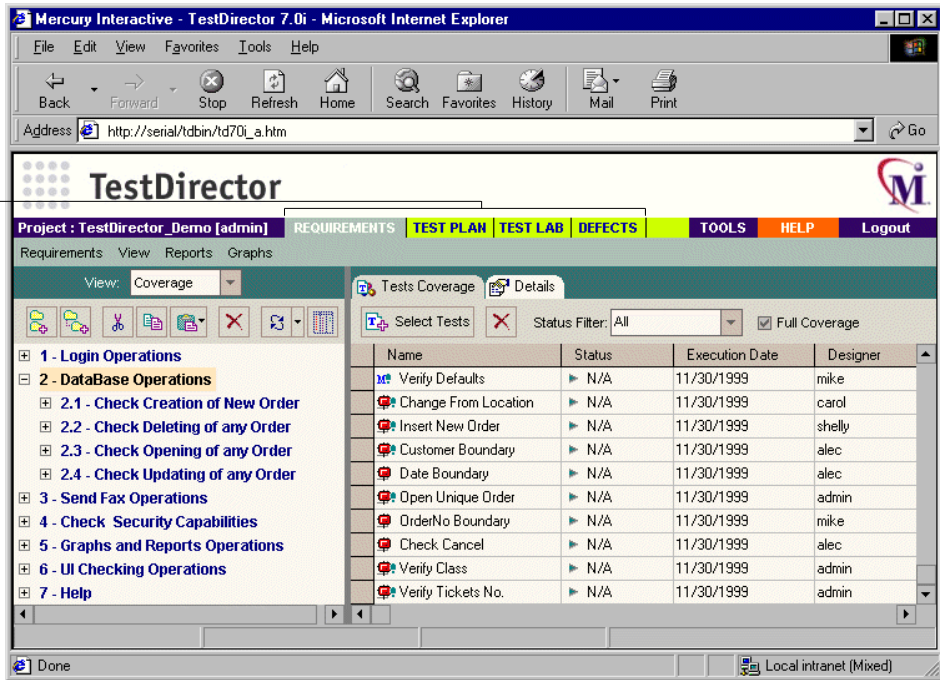 Mercury Interactive - TestDirector 7.0i - Microsoft Internet Explorer
File Edit View Favorites Tools Help
Back Forward Stop Refresh Home Search Favorites History Mail Print
Address http://serial/tdbin/td70i_a.htm Go
TestDirector
M
Project : TestDirector_Demo [admin] REQUIREMENTS TEST PLAN TEST LAB DEFECTS TOOLS HELP Logout
Requirements View Reports Graphs
View: Coverage
Tests Coverage Details
Select Tests Status Filter: All Full Coverage
1 - Login Operations
2 - DataBase Operations
2.1 - Check Creation of New Order
2.2 - Check Deleting of any Order
2.3 - Check Opening of any Order
2.4 - Check Updating of any Order
3 - Send Fax Operations
4 - Check Security Capabilities
5 - Graphs and Reports Operations
6 - UI Checking Operations
7 - Help
Name Status Execution Date Designer
Verify Defaults N/A 11/30/1999 mike
Change From Location N/A 11/30/1999 carol
Insert New Order N/A 11/30/1999 shelly
Customer Boundary N/A 11/30/1999 alec
Date Boundary N/A 11/30/1999 alec
Open Unique Order N/A 11/30/1999 admin
OrderNo Boundary N/A 11/30/1999 mike
Check Cancel N/A 11/30/1999 alec
Verify Class N/A 11/30/1999 admin
Verify Tickets No. N/A 11/30/1999 admin
Done Local intranet (Mixed)